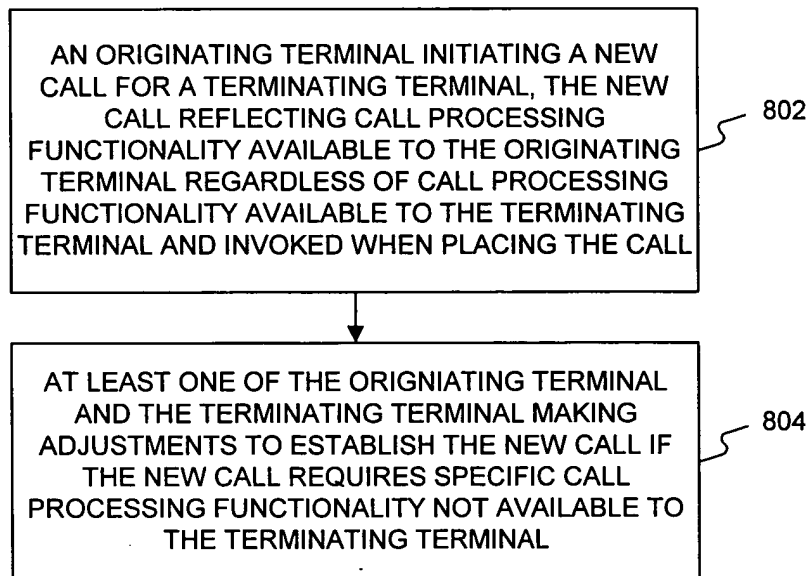 AN ORIGINATING TERMINAL INITIATING A NEW
CALL FOR A TERMINATING TERMINAL, THE NEW
CALL REFLECTING CALL PROCESSING
FUNCTIONALITY AVAILABLE TO THE ORIGINATING
TERMINAL REGARDLESS OF CALL PROCESSING
FUNCTIONALITY AVAILABLE TO THE TERMINATING
TERMINAL AND INVOKED WHEN PLACING THE CALL
802
AT LEAST ONE OF THE ORIGNIATING TERMINAL
AND THE TERMINATING TERMINAL MAKING
ADJUSTMENTS TO ESTABLISH THE NEW CALL IF
THE NEW CALL REQUIRES SPECIFIC CALL
PROCESSING FUNCTIONALITY NOT AVAILABLE TO
THE TERMINATING TERMINAL
804